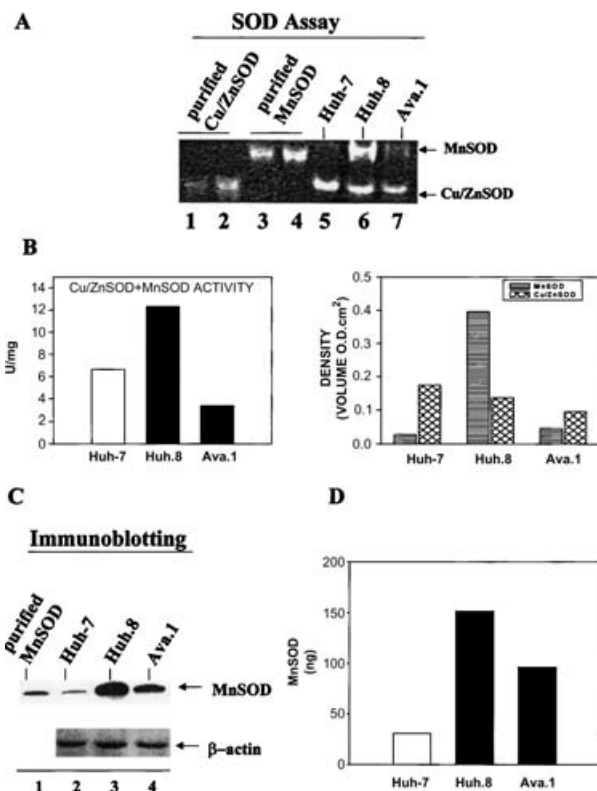 A
SOD Assay
purified
Cu/ZnSOD
purified
MnSOD
Huh-7
Huh.8
Ava.1
MnSOD
Cu/ZnSOD
1 2 3 4 5 6 7
B
Cu/ZnSOD+MnSOD ACTIVITY
U/mg
14
12
10
8
6
4
2
0
Huh-7 Huh.8 Ava.1
MnSOD
Cu/ZnSOD
DENSITY
(VOLUME O.D.cm²)
0.5
0.4
0.3
0.2
0.1
0.0
Huh-7 Huh.8 Ava.1
C
Immunoblotting
purified
MnSOD
Huh-7
Huh.8
Ava.1
MnSOD
β-actin
1 2 3 4
D
MnSOD
(ng)
200
150
100
50
0
Huh-7 Huh.8 Ava.1